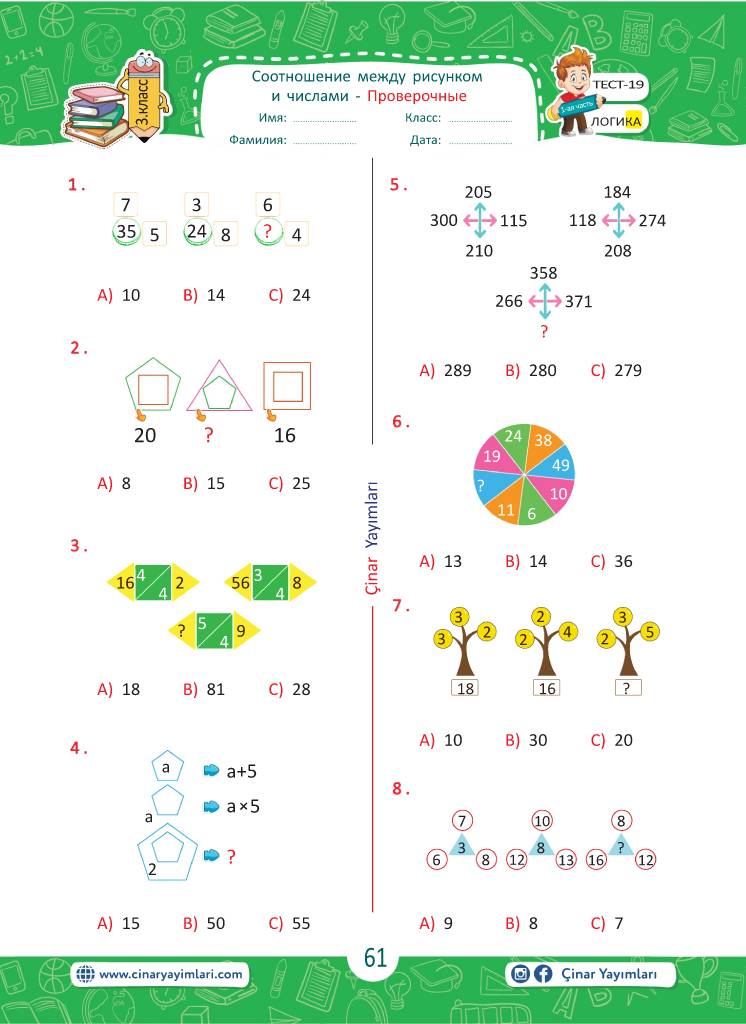 3.класс
Соотношение между рисунком
и числами - Проверочные
Имя: Класс:
Фамилия: Дата:
1-ая часть
ТЕСТ-19
ЛОГИКА
1.
7 3 6
35 5 24 8 ? 4
A) 10 B) 14 C) 24
2.
20 ? 16
A) 8 B) 15 C) 25
3.
16 4 4 2 56 3 4 8
? 5 4 9
A) 18 B) 81 C) 28
4.
a a+5
a a×5
2 ?
A) 15 B) 50 C) 55
Çinar Yayımları
5.
205 184
300 115 118 274
210 208
358
266 371
?
A) 289 B) 280 C) 279
6.
24 38
19 49
? 10
11 6
A) 13 B) 14 C) 36
7.
3 2 3
3 2 2 4 2 5
18 16 ?
A) 10 B) 30 C) 20
8.
7 10 8
3 8 ?
6 8 12 13 16 12
A) 9 B) 8 C) 7
www.cinaryayimlari.com
61
Çinar Yayımları